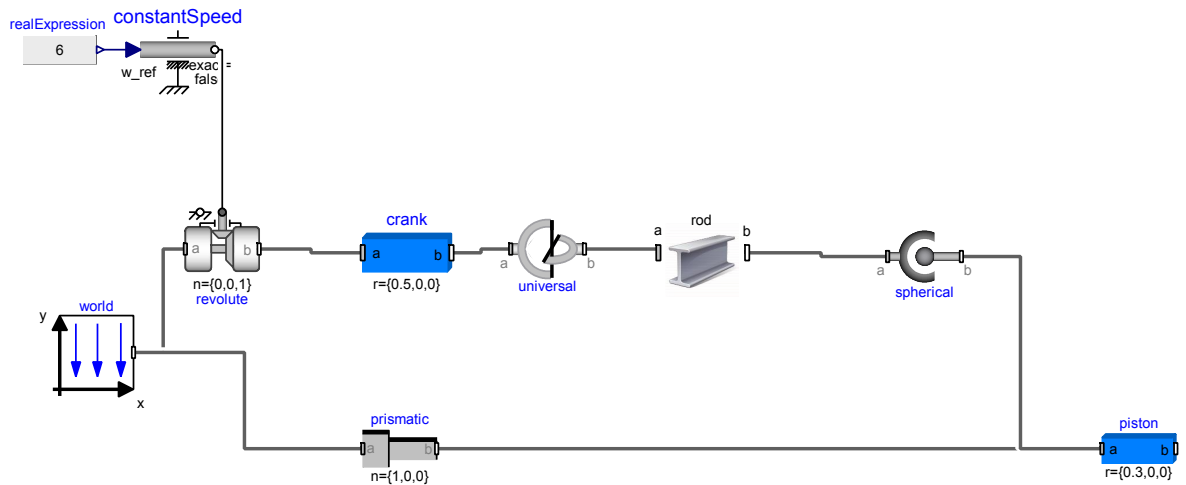 realExpression
6
constantSpeed
w_ref
exac =
fals
a
b
n={0,0,1}
revolute
crank
a
b
r={0.5,0,0}
a
b
universal
a
rod
b
a
b
spherical
world
y
x
prismatic
a
b
n={1,0,0}
piston
a
b
r={0.3,0,0}